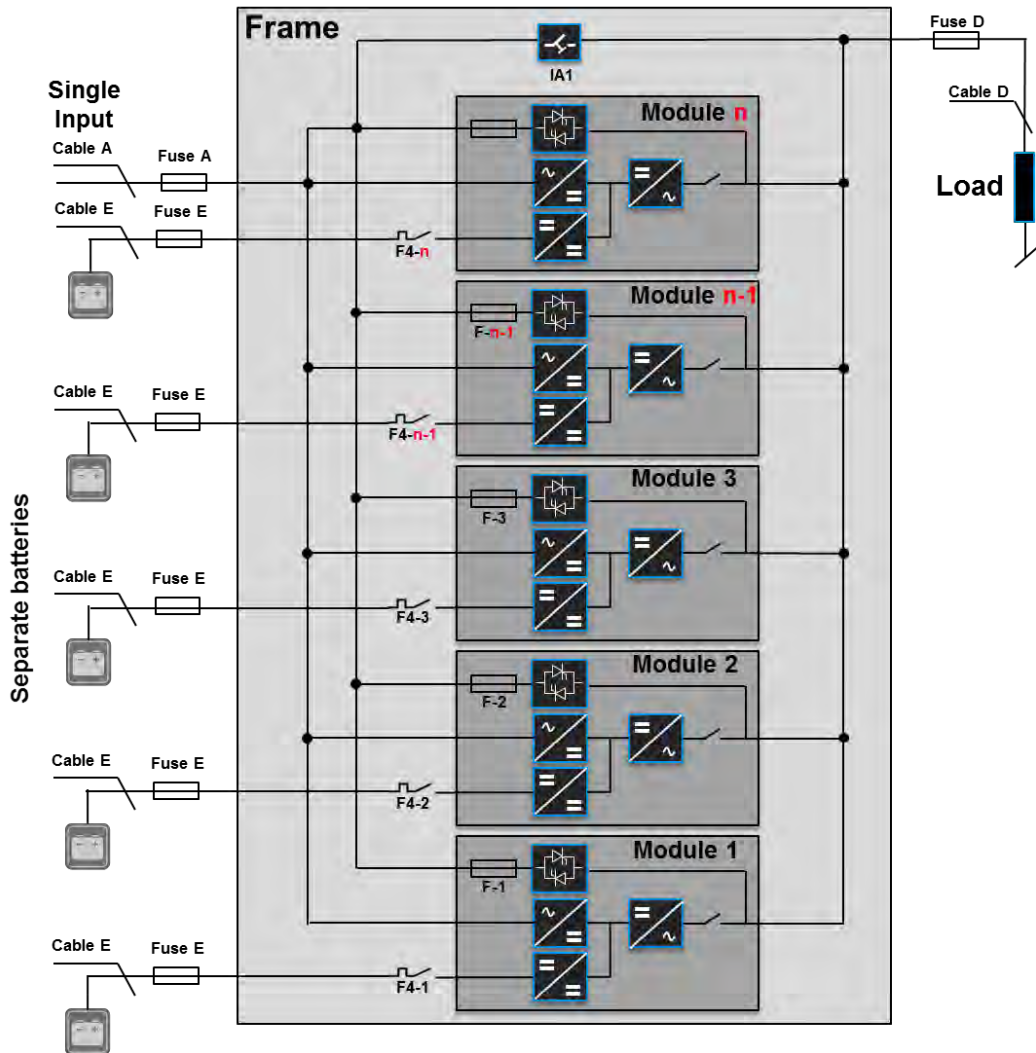 Frame
Fuse D
IA1
Cable D
Single
Input
Module n
Cable A
Fuse A
Load
Cable E
Fuse E
F4-n
Module n-1
F-n-1
Cable E
Fuse E
F4-n-1
Module 3
F-3
Separate batteries
Cable E
Fuse E
F4-3
Module 2
F-2
Cable E
Fuse E
F4-2
Module 1
F-1
Cable E
Fuse E
F4-1